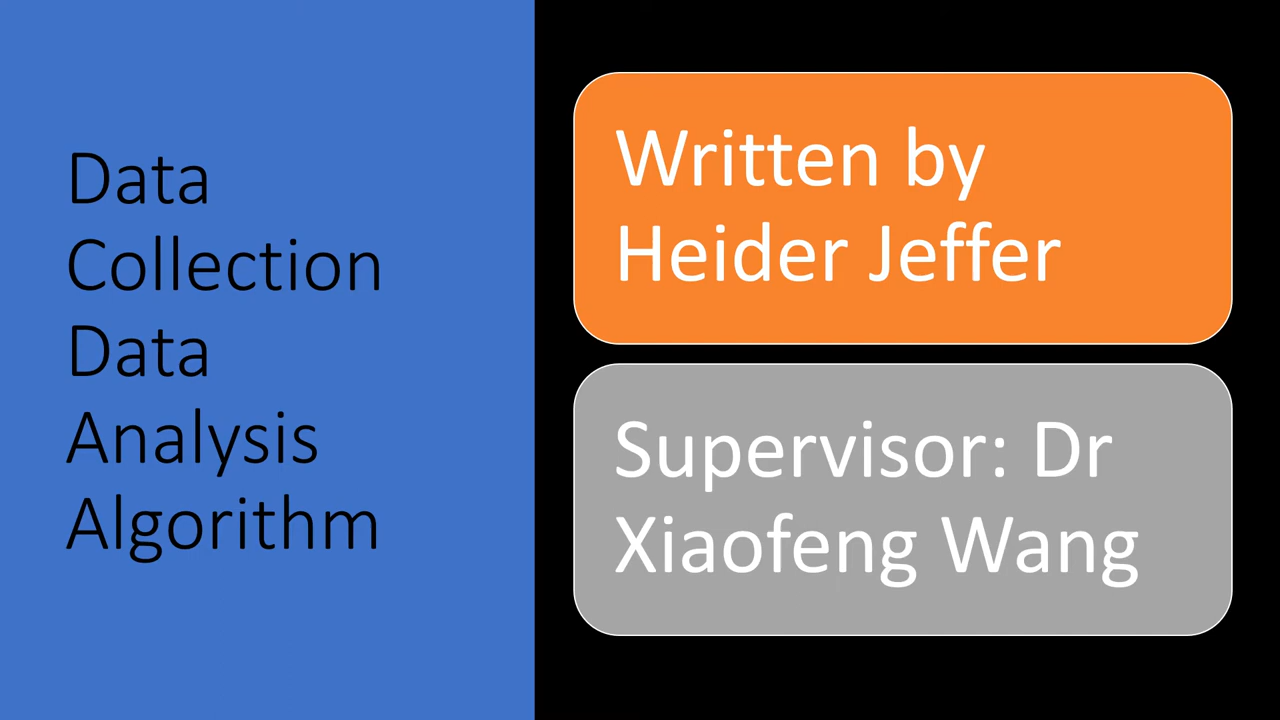 Data
Collection
Data
Analysis
Algorithm
Written by
Heider Jeffer
Supervisor: Dr
Xiaofeng Wang